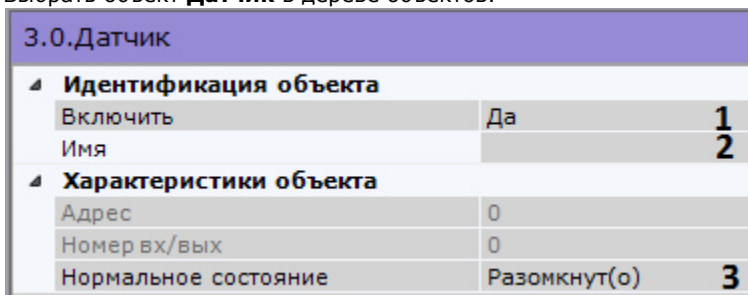 Выбрать объект Датчик в дереве объектов.
3.0.Датчик
Идентификация объекта
Включить Да 1
Имя 2
Характеристики объекта
Адрес 0
Номер вх/вых 0
Нормальное состояние Разомкнут(о) 3